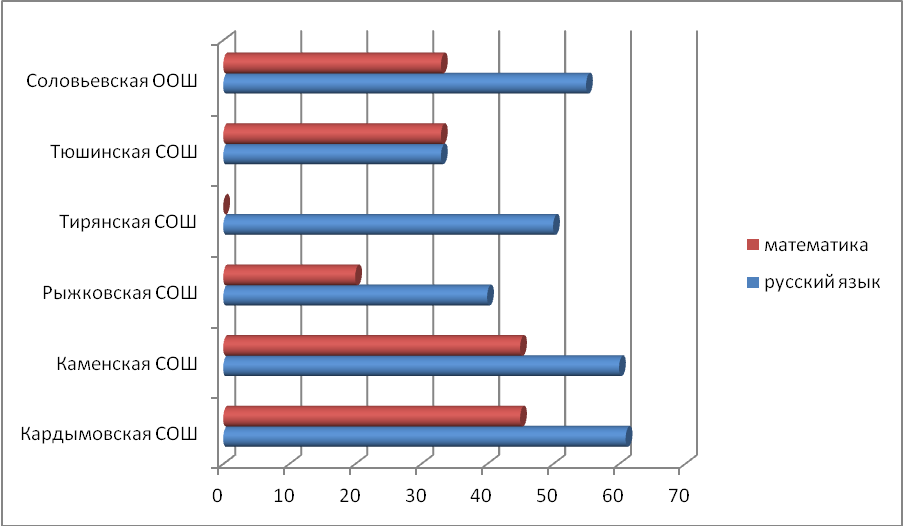 Соловьевская ООШ
Тюшинская СОШ
Тирянская СОШ
Рыжковская СОШ
Каменская СОШ
Кардымовская СОШ
0 10 20 30 40 50 60 70
математика
русский язык